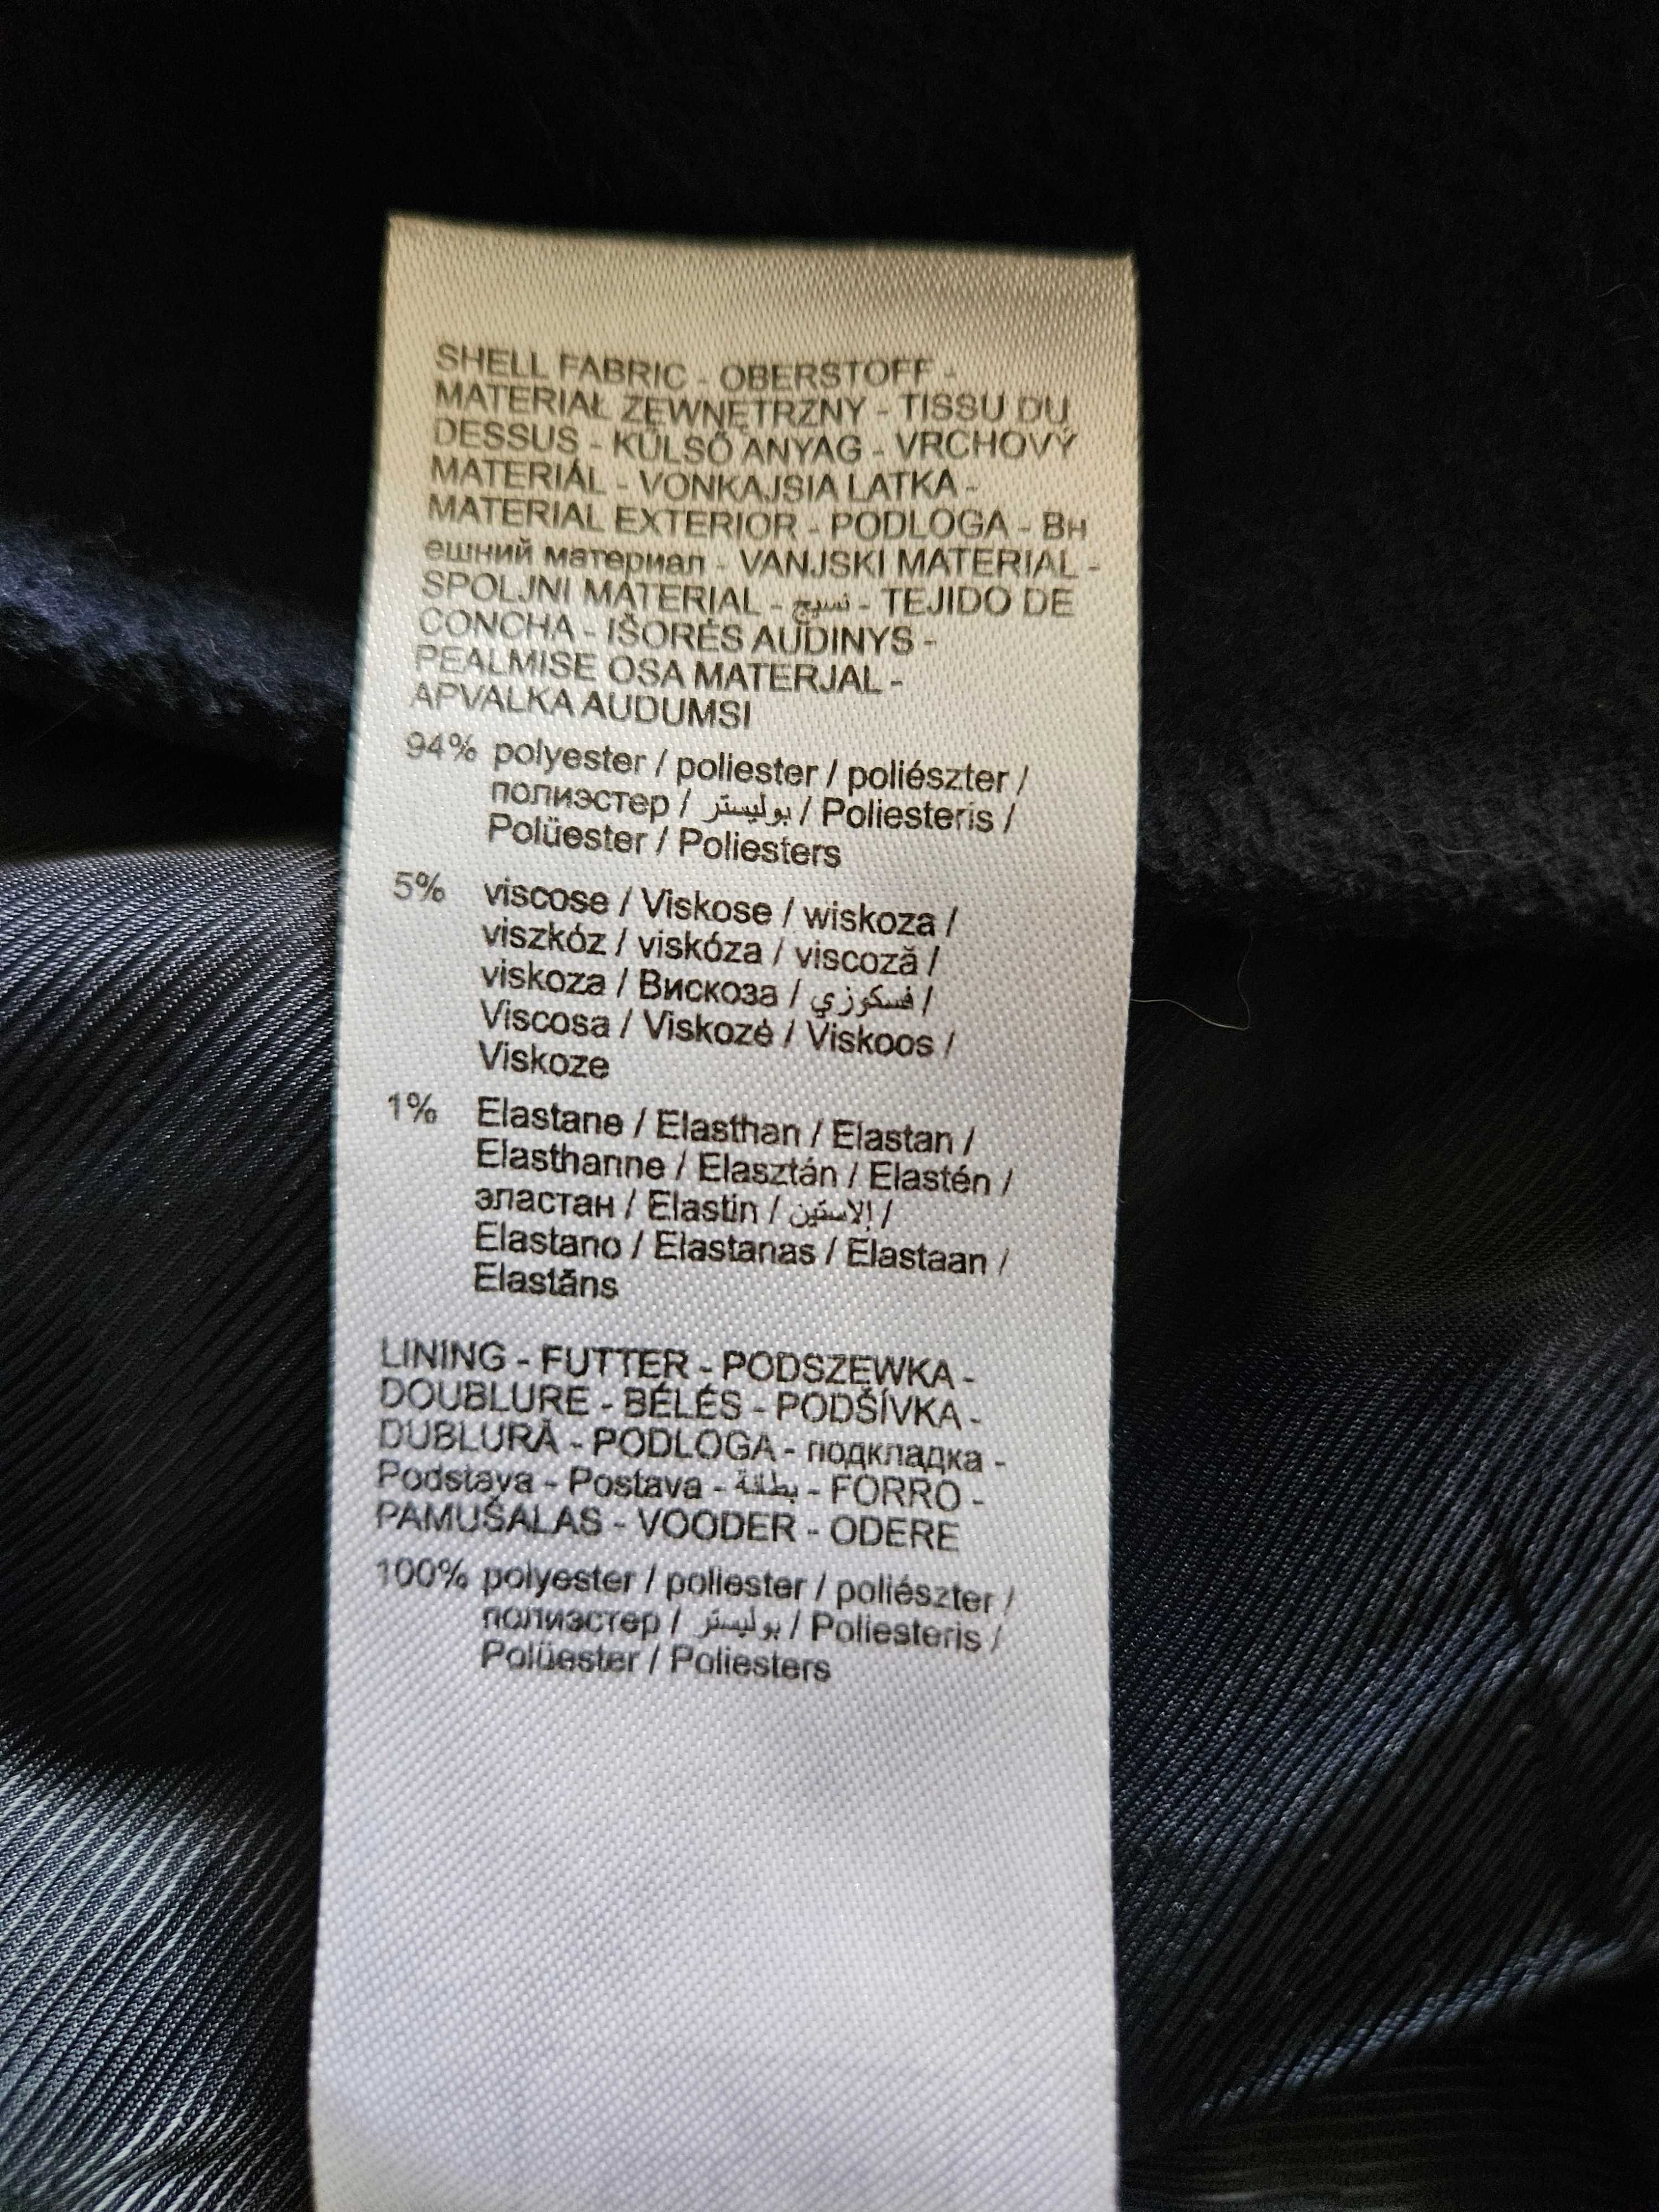 SHELL FABRIC - OBERSTOFF -
MATERIAŁ ZĘWNĘTRZNY - TISSU DU
DESSUS - KÜLSŐ ANYAG - VRCHOVÝ
MATERIÁL - VONKAJSIA LATKA -
MATERIAL EXTERIOR - PODLOGA - Вн
ешний материал - VANJSKI MATERIAL -
SPOLJNI MATERIJAL - نسيج - TEJIDO DE
CONCHA - IŠORĖS AUDINYS -
PEALMISE OSA MATERJAL -
APVALKA AUDUMSI
94% polyester / poliester / poliészter /
полиэстер / بوليستر / Poliesteris /
Polüester / Poliesters
5% viscose / Viskose / wiskoza /
viszkóz / viskóza / viscoză /
viskoza / Вискоза / فسكوزي /
Viscosa / Viskozė / Viskoos /
Viskoze
1% Elastane / Elasthan / Elastan /
Elasthanne / Elasztán / Elastén /
эластан / Elastin / إلاستين /
Elastano / Elastanas / Elastaan /
Elastāns
LINING - FUTTER - PODSZEWKA -
DOUBLURE - BÉLÉS - PODŠÍVKA -
DUBLURĂ - PODLOGA - подкладка -
Podstava - Postava - بطانة - FORRO -
PAMUŠALAS - VOODER - ODERE
100% polyester / poliester / poliészter /
полиэстер / بوليستر / Poliesteris /
Polüester / Poliesters